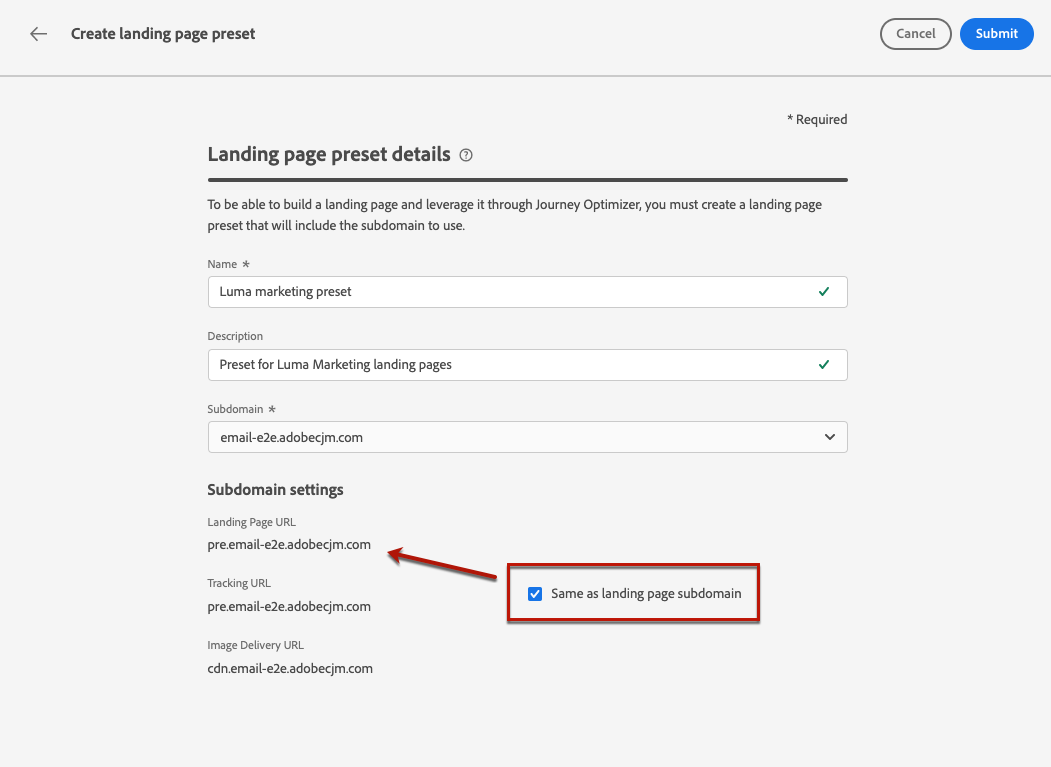 Create landing page preset
Cancel
Submit
* Required
Landing page preset details
To be able to build a landing page and leverage it through Journey Optimizer, you must create a landing page
preset that will include the subdomain to use.
Name *
Luma marketing preset
Description
Preset for Luma Marketing landing pages
Subdomain *
email-e2e.adobecjm.com
Subdomain settings
Landing Page URL
pre.email-e2e.adobecjm.com
Tracking URL
Same as landing page subdomain
pre.email-e2e.adobecjm.com
Image Delivery URL
cdn.email-e2e.adobecjm.com